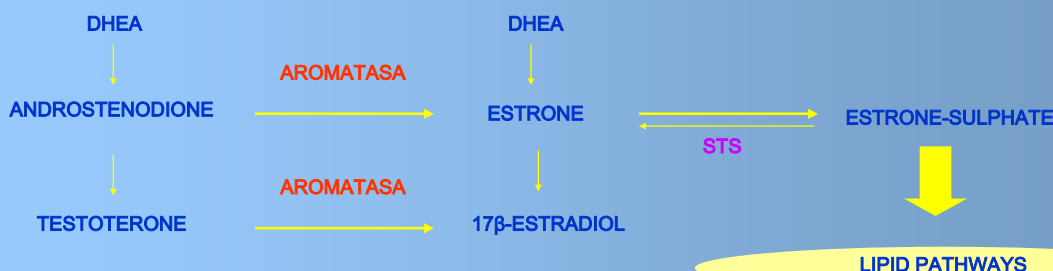 DHEA
DHEA
AROMATASA
ANDROSTENODIONE
ESTRONE
ESTRONE-SULPHATE
STS
AROMATASA
TESTOTERONE
17β-ESTRADIOL
LIPID PATHWAYS